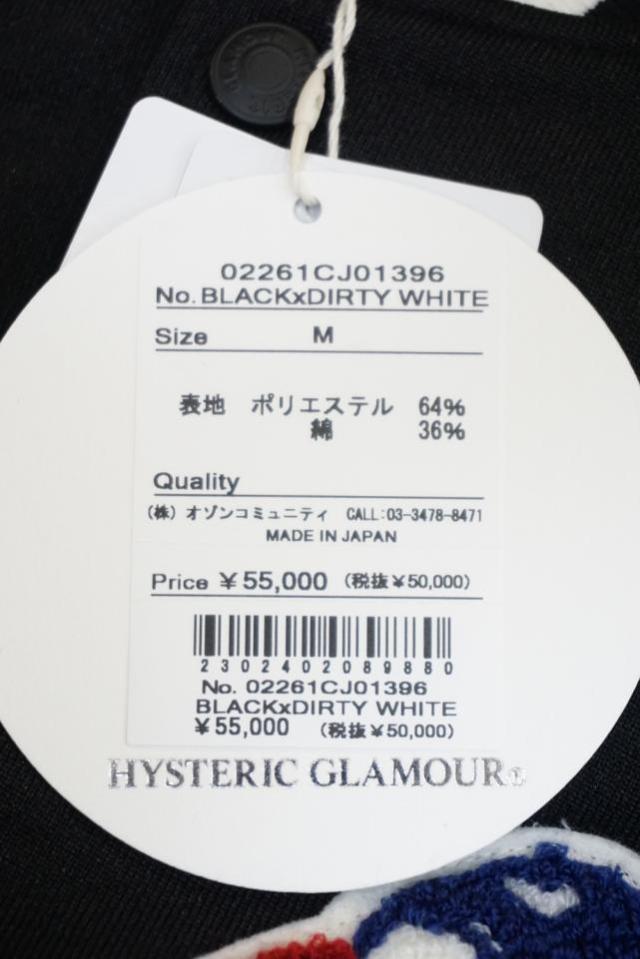 02261CJ01396
No. BLACKxDIRTY WHITE
Size M
表地 ポリエステル 64%
綿 36%
Quality
(株) オゾンコミュニティ CALL:03-3478-8471
MADE IN JAPAN
Price ¥55,000 (税抜¥50,000)
2302402089880
No. 02261CJ01396
BLACKxDIRTY WHITE
¥55,000 (税抜¥50,000)
HYSTERIC GLAMOUR®